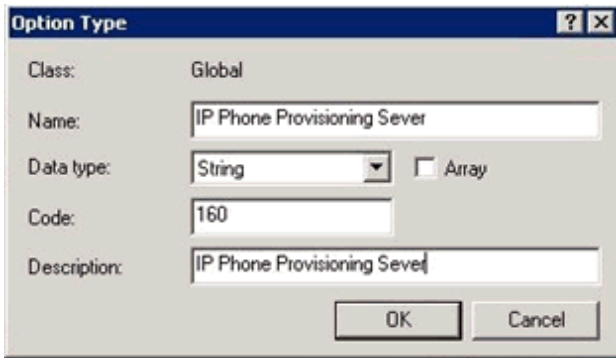 Option Type
Class: Global
Name: IP Phone Provisioning Sever
Data type: String Array
Code: 160
Description: IP Phone Provisioning Sever
OK Cancel